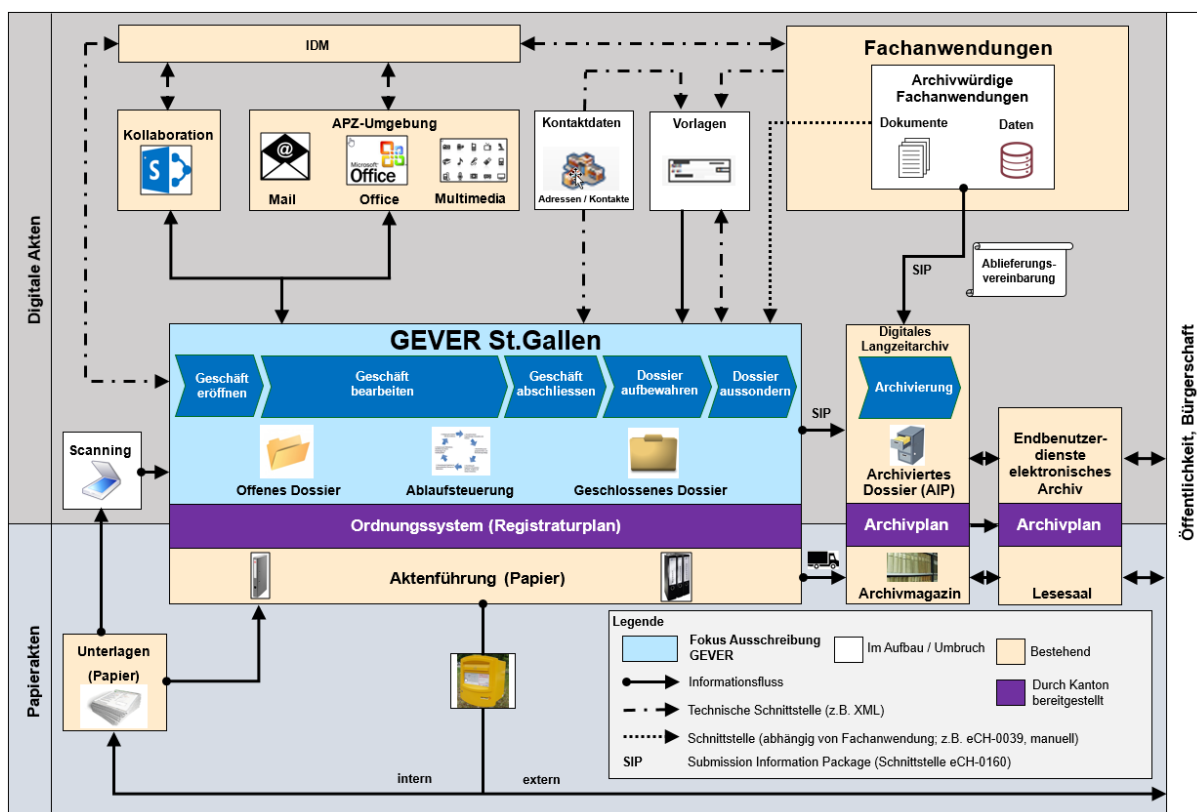 Digitale Akten
Papierakten
Öffentlichkeit, Bürgerschaft
IDM
Fachanwendungen
Archivwürdige
Fachanwendungen
Dokumente
Daten
Kollaboration
S
APZ-Umgebung
@
Mail
Microsoft
Office
Office
Multimedia
Kontaktdaten
Adressen / Kontakte
Vorlagen
SIP
Ablieferungs-
vereinbarung
GEVER St.Gallen
Geschäft
eröffnen
Geschäft
bearbeiten
Geschäft
abschliessen
Dossier
aufbewahren
Dossier
aussondern
Offenes Dossier
Ablaufsteuerung
Geschlossenes Dossier
SIP
Digitales
Langzeitarchiv
Archivierung
Archiviertes
Dossier (AIP)
Endbenutzer-
dienste
elektronisches
Archiv
Scanning
Ordnungssystem (Registraturplan)
Archivplan
Archivplan
Aktenführung (Papier)
Archivmagazin
Lesesaal
Unterlagen
(Papier)
intern
extern
Legende
Fokus Ausschreibung
GEVER
Im Aufbau / Umbruch
Bestehend
Informationsfluss
Durch Kanton
bereitgestellt
Technische Schnittstelle (z.B. XML)
Schnittstelle (abhängig von Fachanwendung; z.B. eCH-0039, manuell)
SIP Submission Information Package (Schnittstelle eCH-0160)